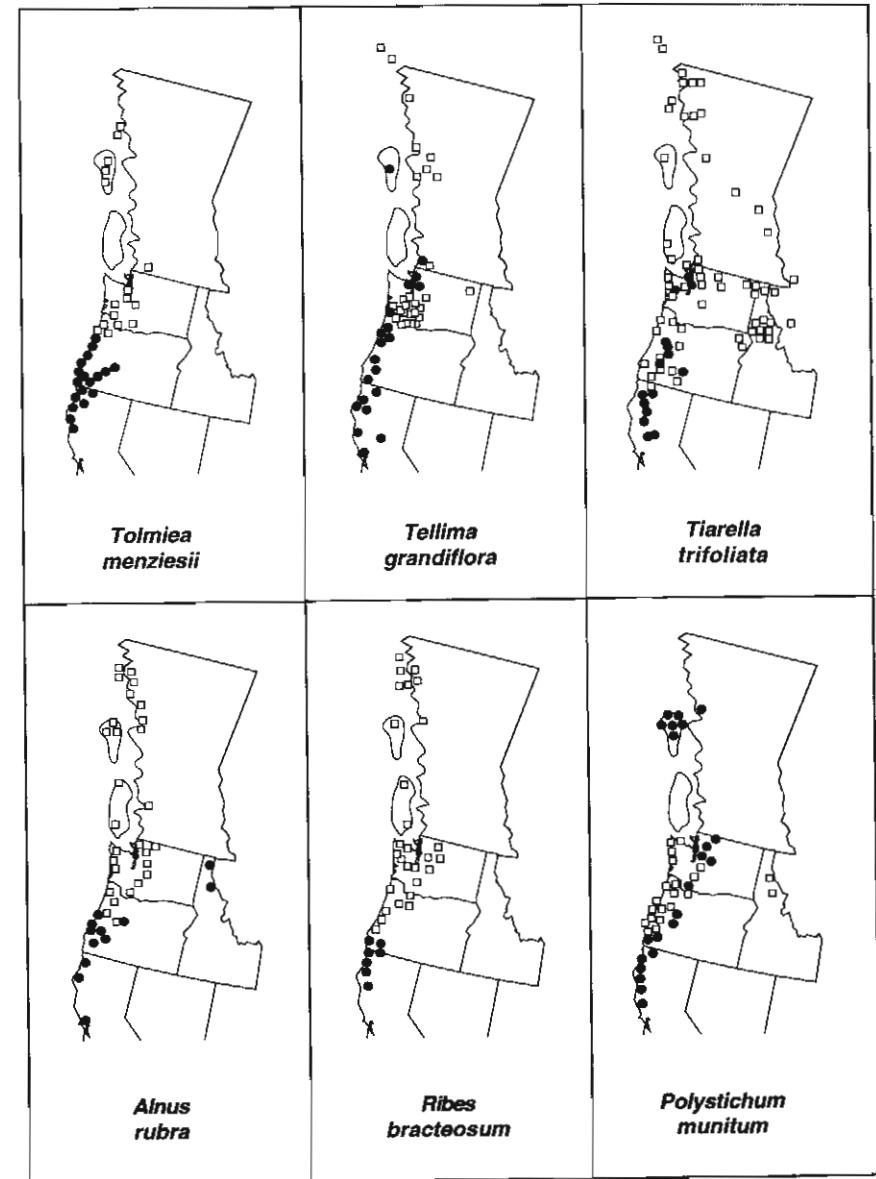 Tolmiea
menziesii
Tellima
grandiflora
Tiarella
trifoliata
Alnus
rubra
Ribes
bracteosum
Polystichum
munitum